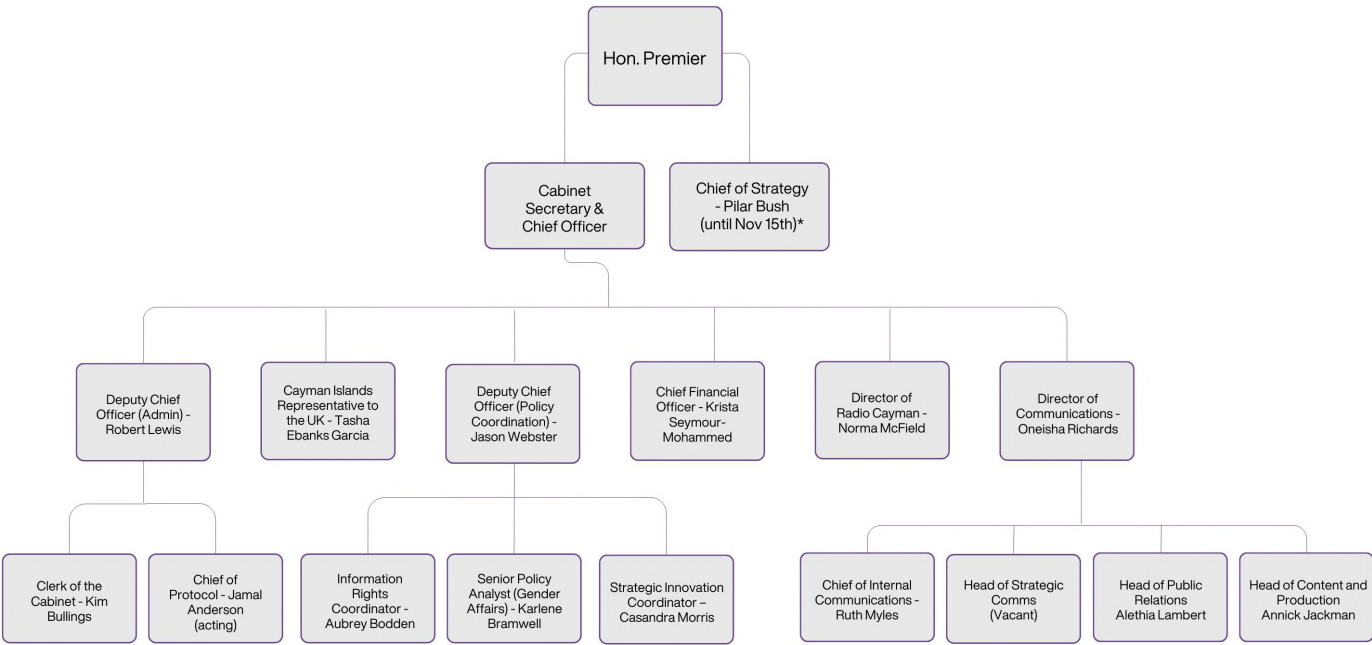 Hon. Premier
Cabinet
Secretary &
Chief Officer
Chief of Strategy
- Pilar Bush
(until Nov 15th)*
Deputy Chief
Officer (Admin) -
Robert Lewis
Cayman Islands
Representative to
the UK - Tasha
Ebanks Garcia
Deputy Chief
Officer (Policy
Coordination) -
Jason Webster
Chief Financial
Officer - Krista
Seymour-
Mohammed
Director of
Radio Cayman -
Norma McField
Director of
Communications -
Oneisha Richards
Clerk of the
Cabinet - Kim
Bullings
Chief of
Protocol - Jamal
Anderson
(acting)
Information
Rights
Coordinator -
Aubrey Bodden
Senior Policy
Analyst (Gender
Affairs) - Karlene
Bramwell
Strategic Innovation
Coordinator –
Casandra Morris
Chief of Internal
Communications -
Ruth Myles
Head of Strategic
Comms
(Vacant)
Head of Public
Relations
Alethia Lambert
Head of Content and
Production
Annick Jackman